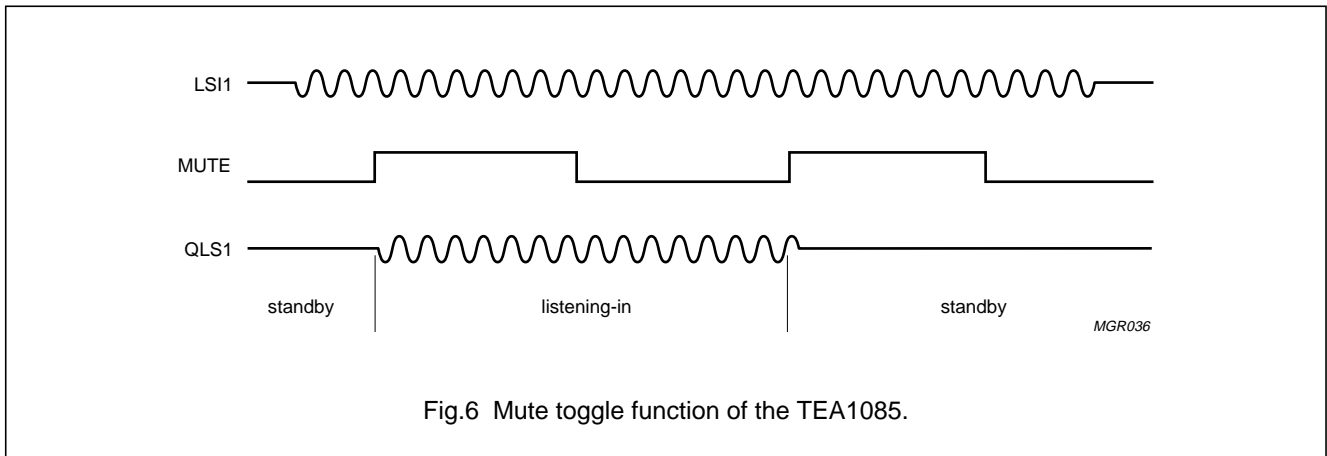 LSI1
MUTE
QLS1
standby listening-in standby
MGR036
Fig.6 Mute toggle function of the TEA1085.